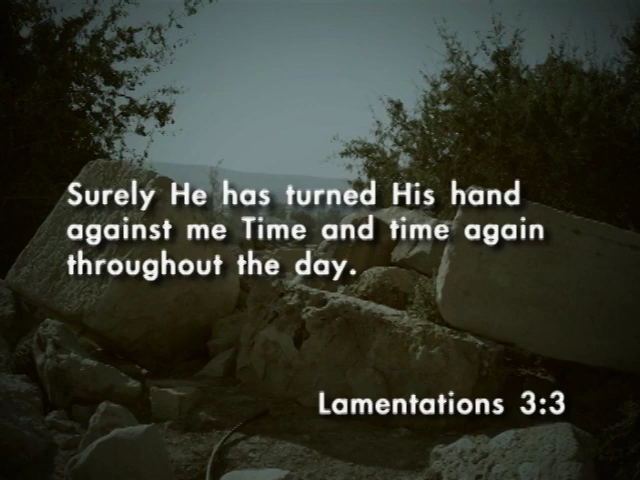 Surely He has turned His hand
against me Time and time again
throughout the day.
Lamentations 3:3